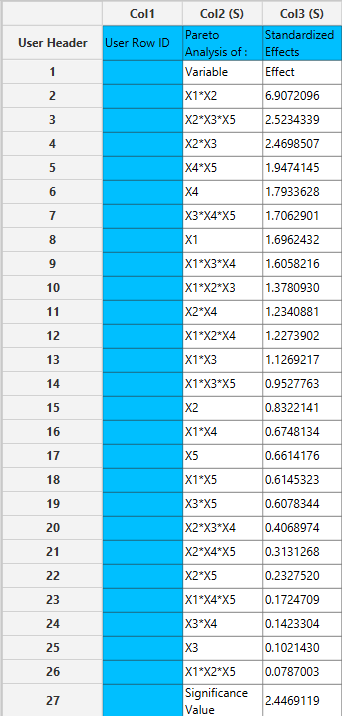 Col1 Col2 (S) Col3 (S)
User Header User Row ID Pareto Analysis of : Standardized Effects
1 Variable Effect
2 X1*X2 6.9072096
3 X2*X3*X5 2.5234339
4 X2*X3 2.4698507
5 X4*X5 1.9474145
6 X4 1.7933628
7 X3*X4*X5 1.7062901
8 X1 1.6962432
9 X1*X3*X4 1.6058216
10 X1*X2*X3 1.3780930
11 X2*X4 1.2340881
12 X1*X2*X4 1.2273902
13 X1*X3 1.1269217
14 X1*X3*X5 0.9527763
15 X2 0.8322141
16 X1*X4 0.6748134
17 X5 0.6614176
18 X1*X5 0.6145323
19 X3*X5 0.6078344
20 X2*X3*X4 0.4068974
21 X2*X4*X5 0.3131268
22 X2*X5 0.2327520
23 X1*X4*X5 0.1724709
24 X3*X4 0.1423304
25 X3 0.1021430
26 X1*X2*X5 0.0787003
27 Significance Value 2.4469119